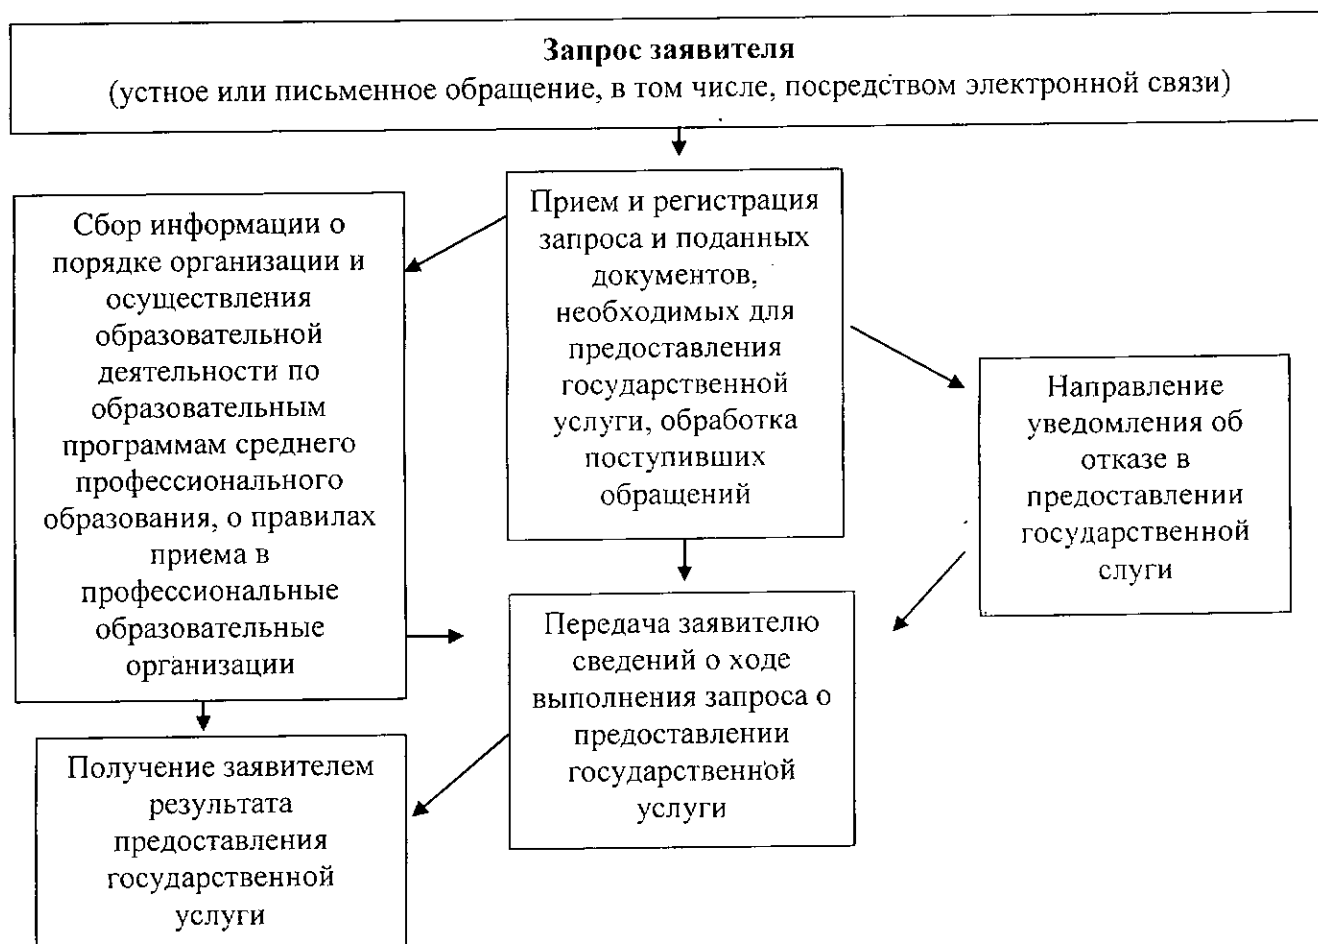 Запрос заявителя
(устное или письменное обращение, в том числе, посредством электронной связи)
Сбор информации о
порядке организации и
осуществления
образовательной
деятельности по
образовательным
программам среднего
профессионального
образования, о правилах
приема в
профессиональные
образовательные
организации
Прием и регистрация
запроса и поданных
документов,
необходимых для
предоставления
государственной
услуги, обработка
поступивших
обращений
Направление
уведомления об
отказе в
предоставлении
государственной
слуги
Передача заявителю
сведений о ходе
выполнения запроса о
предоставлении
государственной
услуги
Получение заявителем
результата
предоставления
государственной
услуги